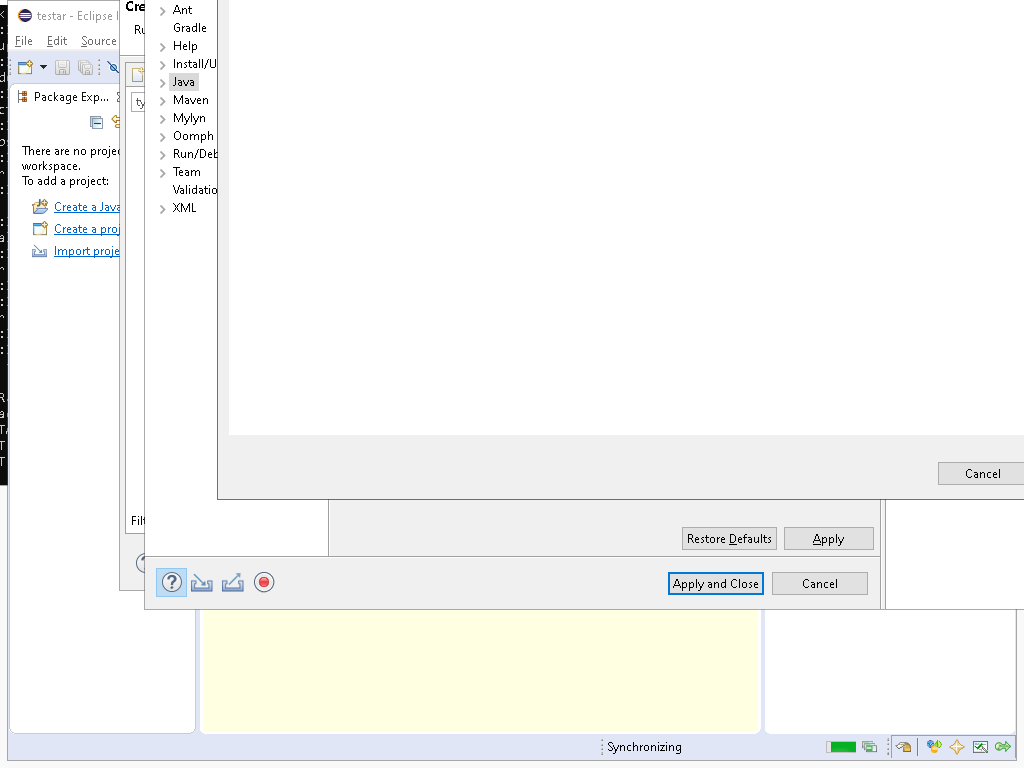 testar - Eclipse I
File Edit Source
Package Exp...
There are no proje
workspace.
To add a project:
Create a Java
Create a proj
Import proje
Cre
Ru
ty
Filt
Ant
Gradle
Help
Install/U
Java
Maven
Mylyn
Oomph
Run/Deb
Team
Validatio
XML
Cancel
Restore Defaults Apply
Apply and Close Cancel
Synchronizing